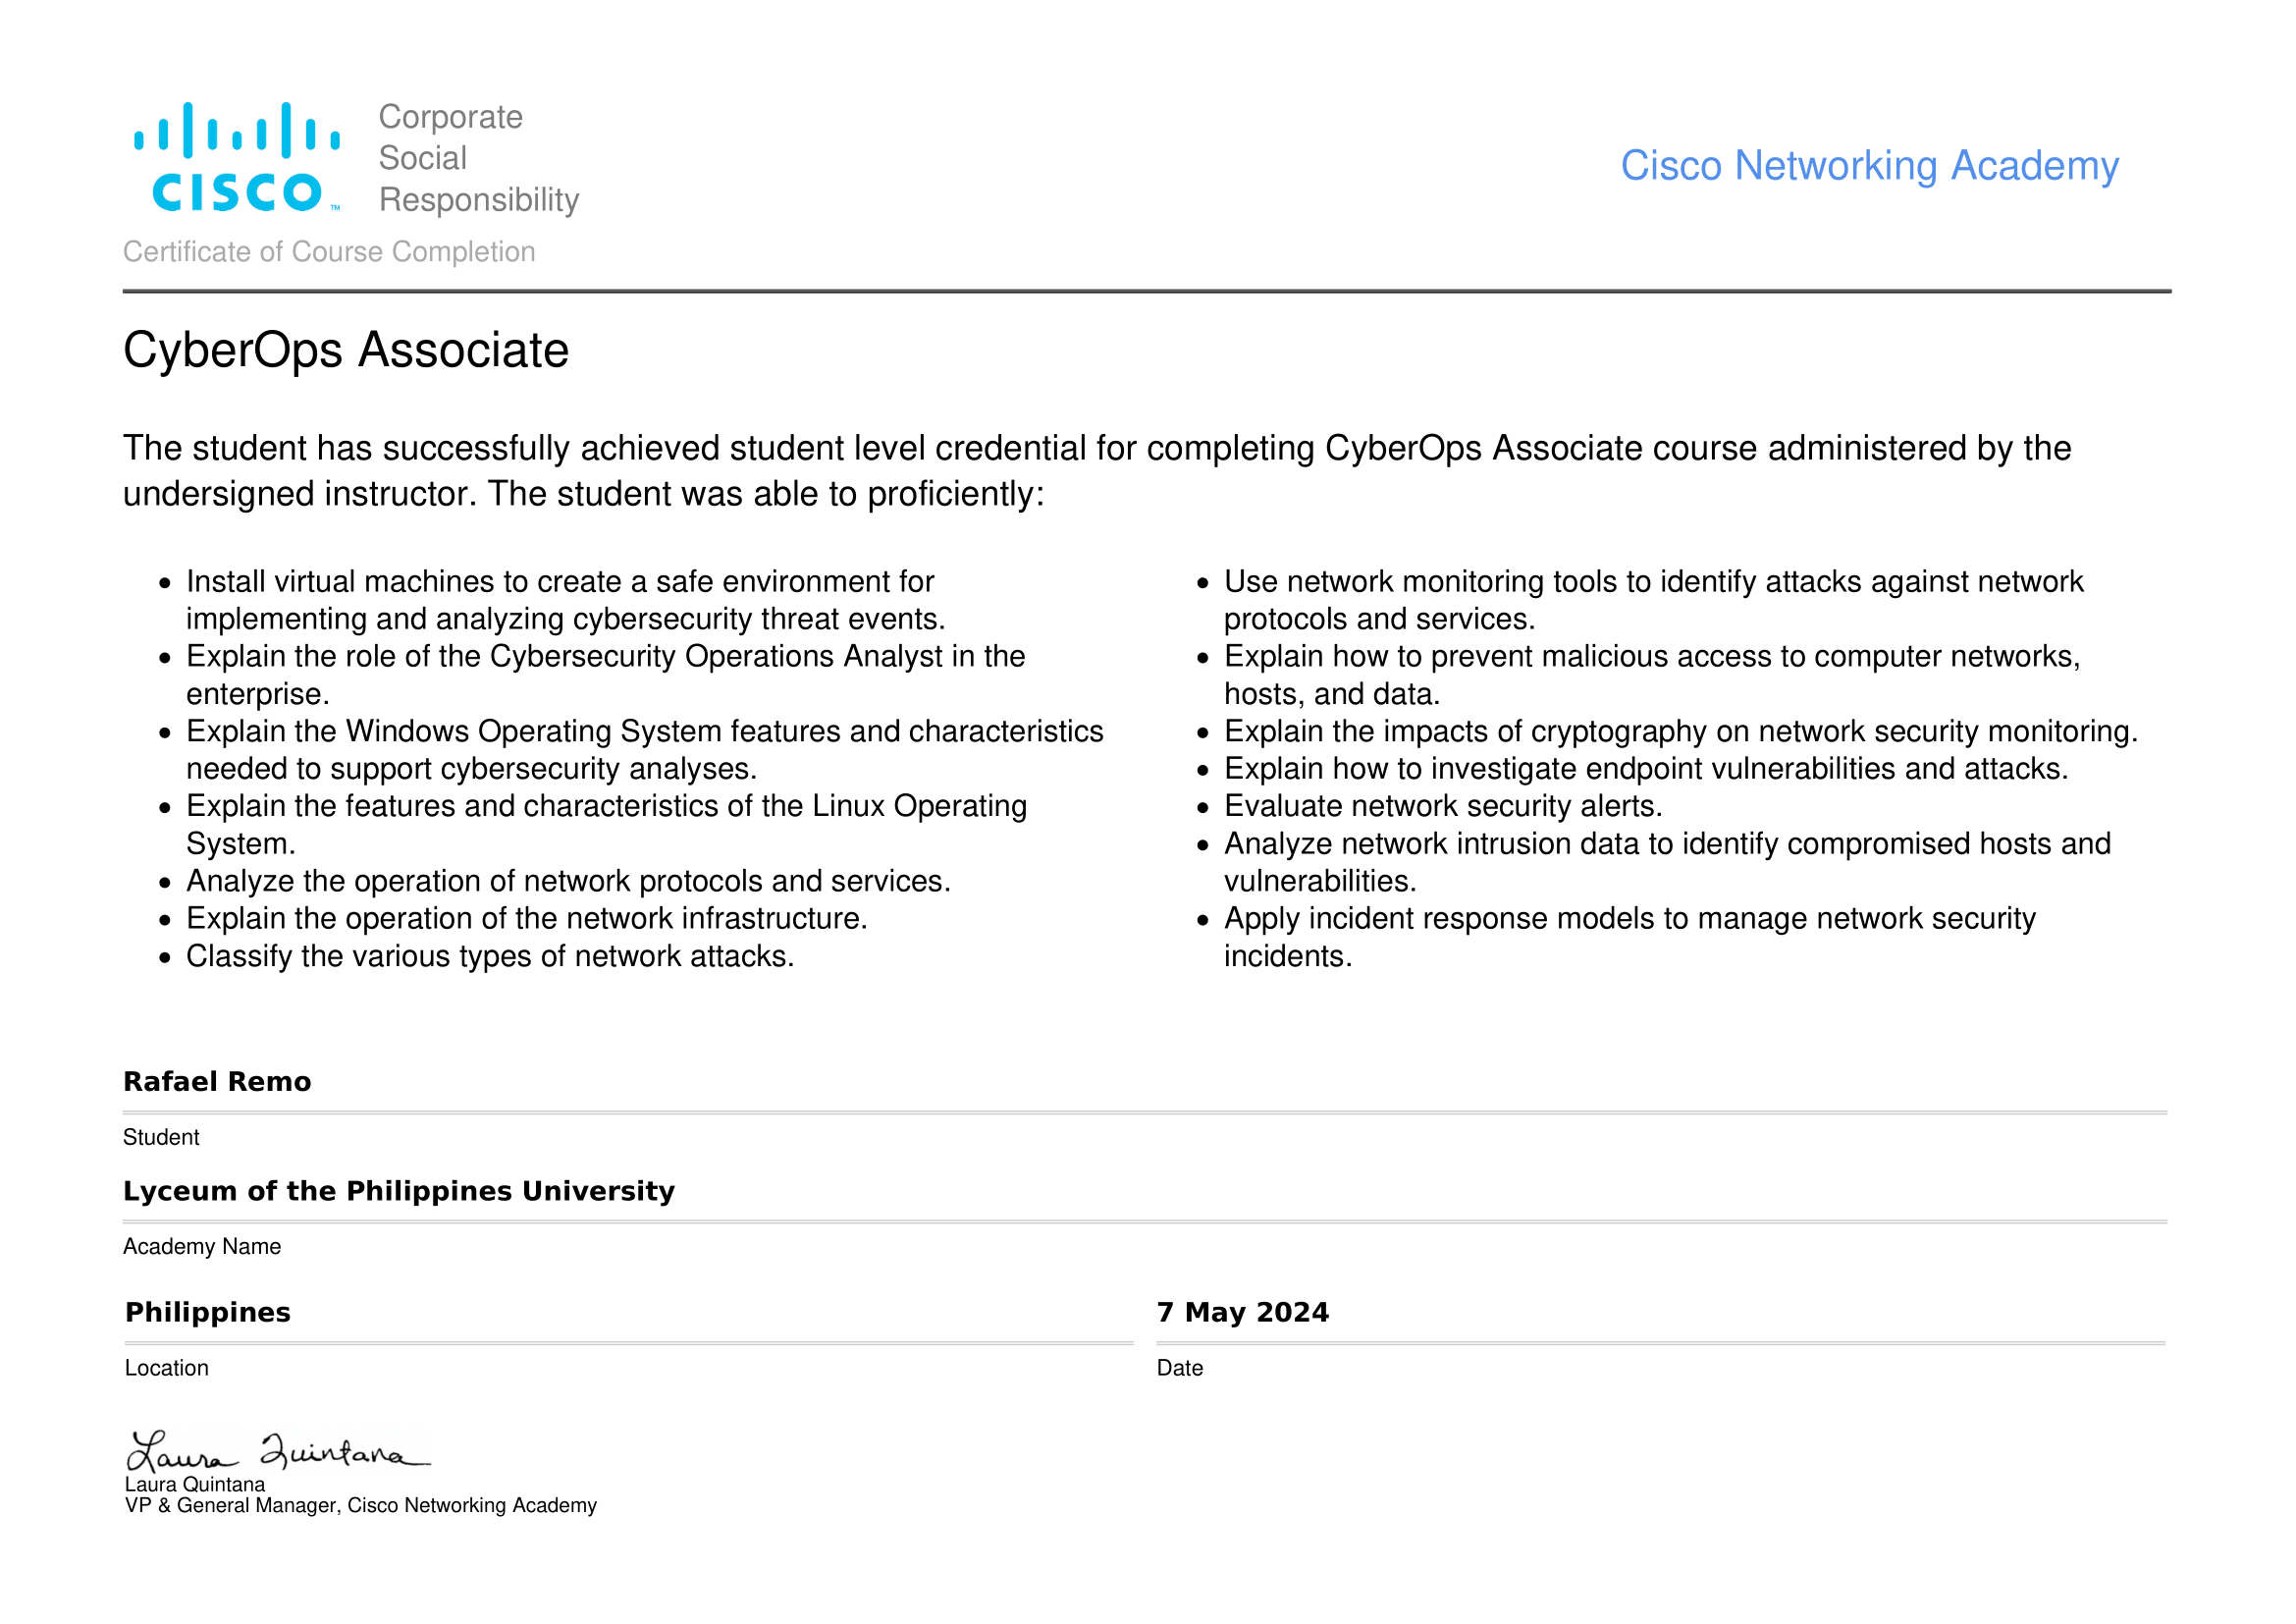 CISCO™
Corporate
Social
Responsibility
Cisco Networking Academy
Certificate of Course Completion
CyberOps Associate
The student has successfully achieved student level credential for completing CyberOps Associate course administered by the
undersigned instructor. The student was able to proficiently:
• Install virtual machines to create a safe environment for
implementing and analyzing cybersecurity threat events.
• Explain the role of the Cybersecurity Operations Analyst in the
enterprise.
• Explain the Windows Operating System features and characteristics
needed to support cybersecurity analyses.
• Explain the features and characteristics of the Linux Operating
System.
• Analyze the operation of network protocols and services.
• Explain the operation of the network infrastructure.
• Classify the various types of network attacks.
• Use network monitoring tools to identify attacks against network
protocols and services.
• Explain how to prevent malicious access to computer networks,
hosts, and data.
• Explain the impacts of cryptography on network security monitoring.
• Explain how to investigate endpoint vulnerabilities and attacks.
• Evaluate network security alerts.
• Analyze network intrusion data to identify compromised hosts and
vulnerabilities.
• Apply incident response models to manage network security
incidents.
Rafael Remo
Student
Lyceum of the Philippines University
Academy Name
Philippines
Location
7 May 2024
Date
Laura Quintana
Laura Quintana
VP & General Manager, Cisco Networking Academy